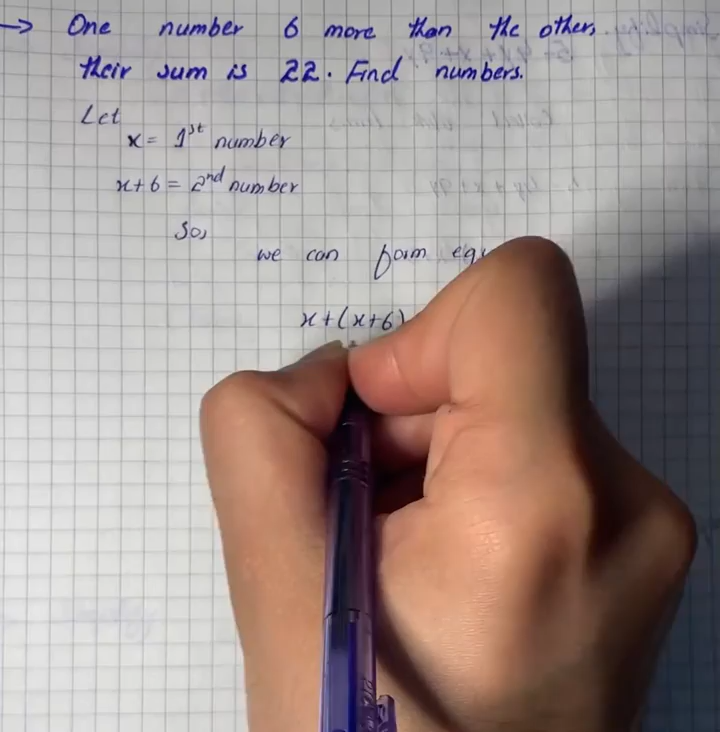 → One number 6 more than the other,
their sum is 22. Find numbers.
Let
x = 1st number
x+6 = 2nd number
So,
we can form
x+(x+6)